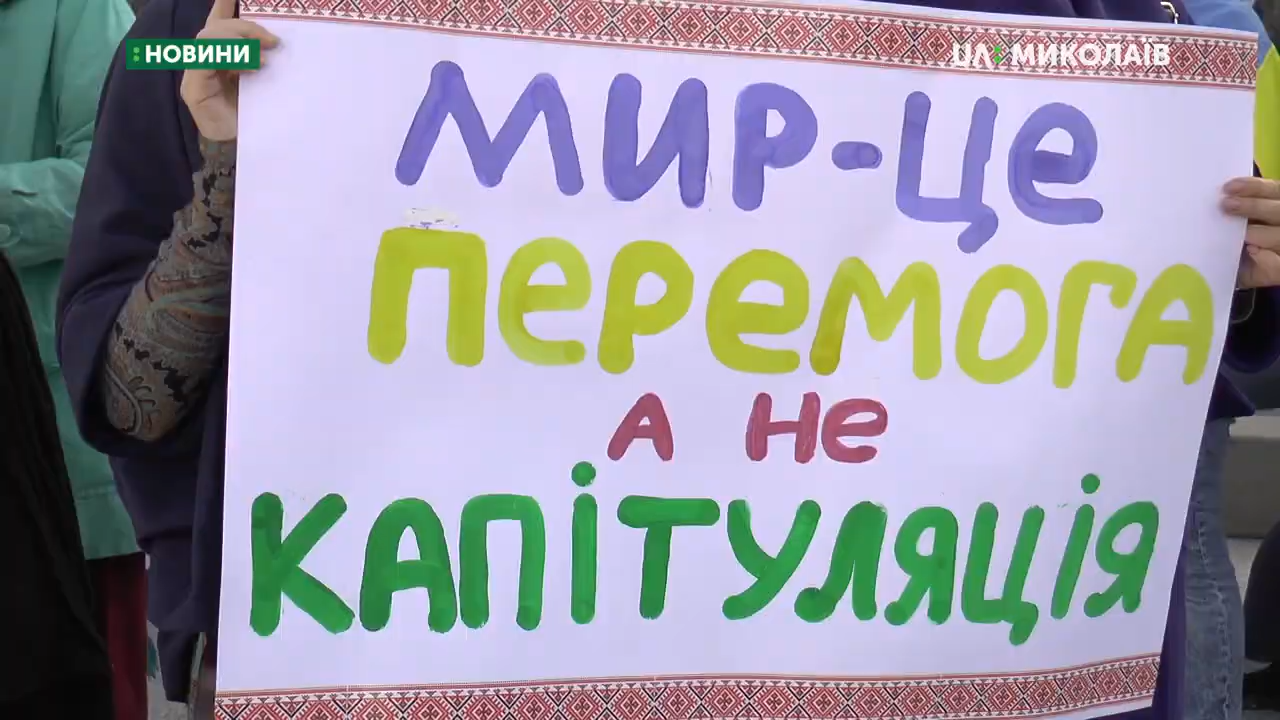 :НОВИНИ
UA: МИКОЛАЇВ
МИР-ЦЕ
ПЕРЕМОГА
А НЕ
КАПІТУЛЯЦІЯ